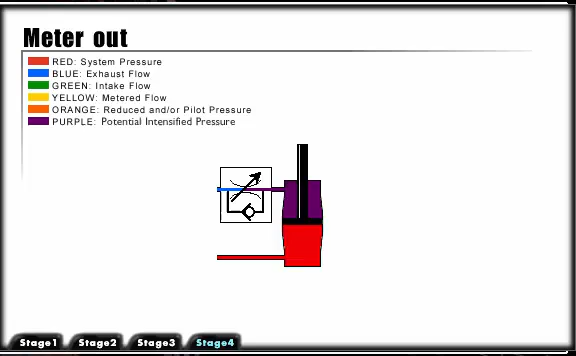 Meter out
RED: System Pressure
BLUE: Exhaust Flow
GREEN: Intake Flow
YELLOW: Metered Flow
ORANGE: Reduced and/or Pilot Pressure
PURPLE: Potential Intensified Pressure
Stage1 Stage2 Stage3 Stage4